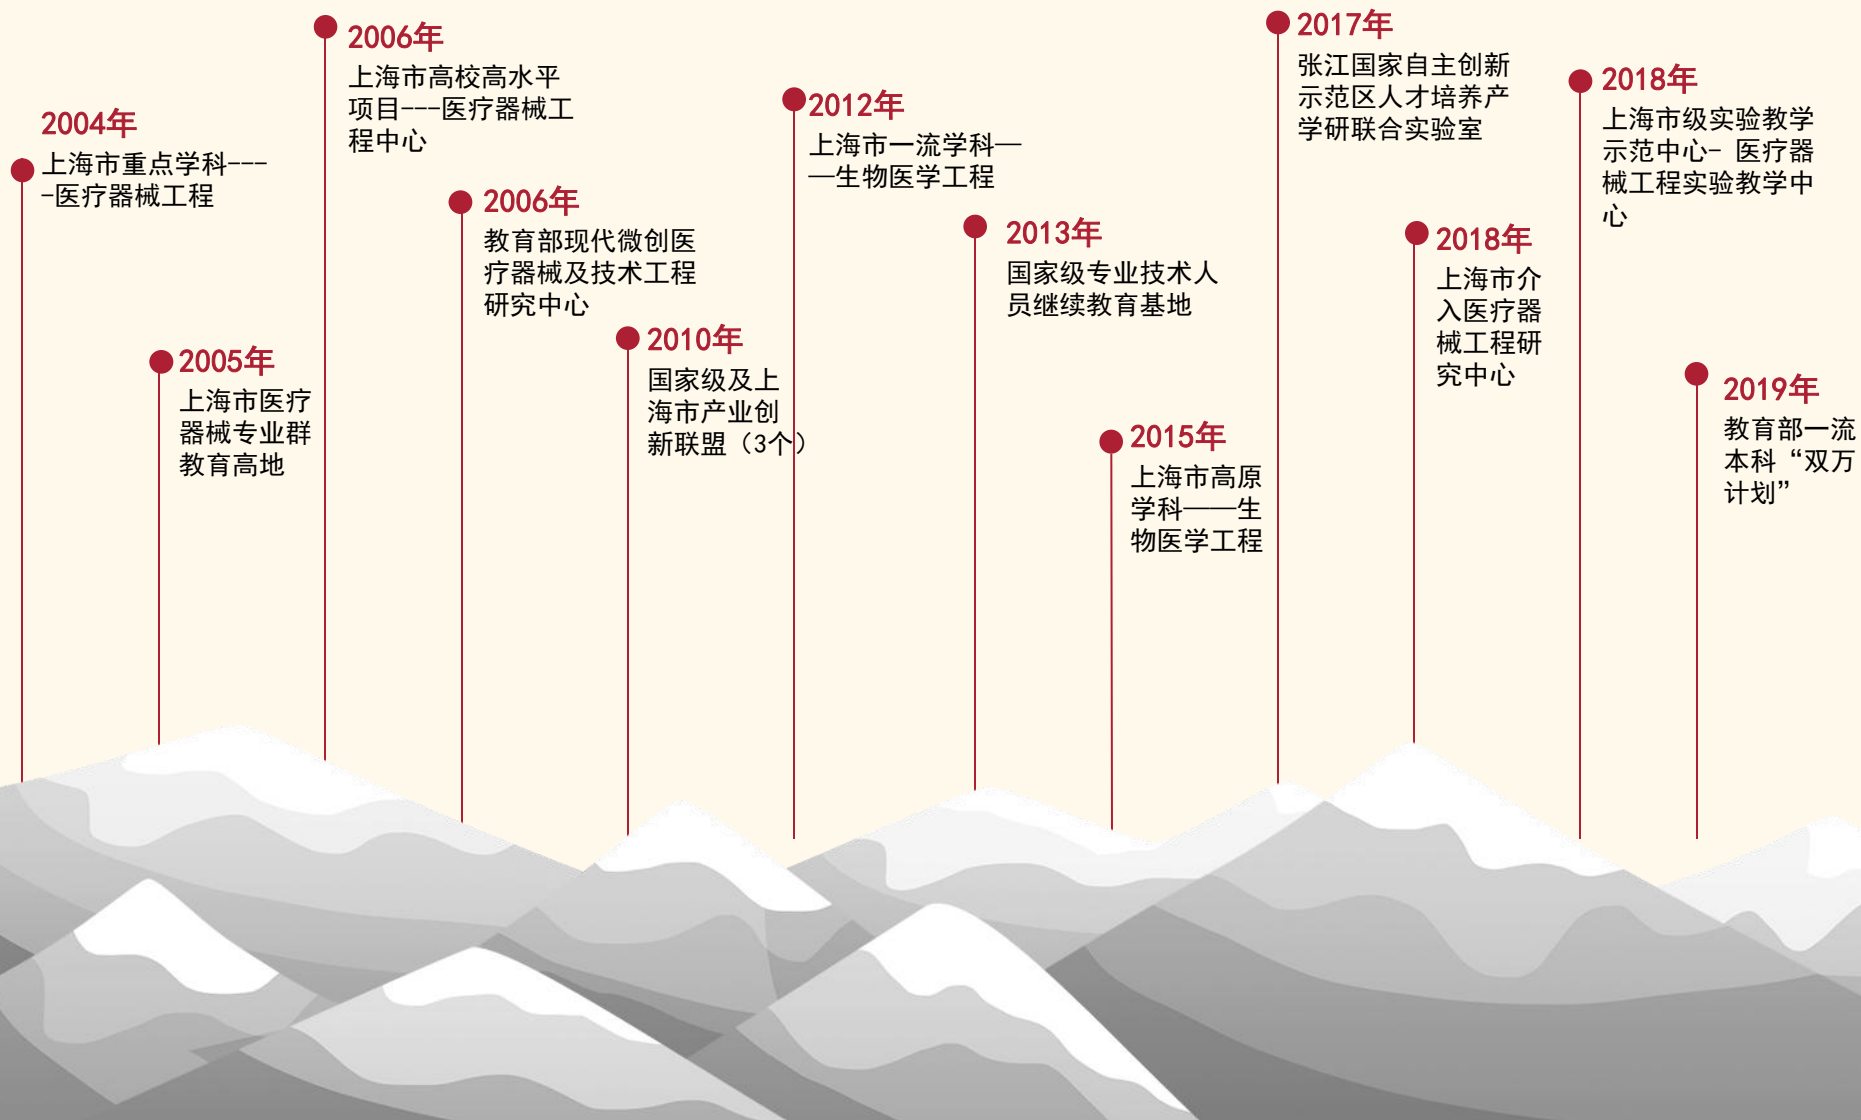 2004年
上海市重点学科---
-医疗器械工程
2005年
上海市医疗
器械专业群
教育高地
2006年
上海市高校高水平
项目---医疗器械工
程中心
2006年
教育部现代微创医
疗器械及技术工程
研究中心
2010年
国家级及上
海市产业创
新联盟（3个）
2012年
上海市一流学科—
—生物医学工程
2013年
国家级专业技术人
员继续教育基地
2015年
上海市高原
学科——生
物医学工程
2017年
张江国家自主创新
示范区人才培养产
学研联合实验室
2018年
上海市介
入医疗器
械工程研
究中心
2018年
上海市级实验教学
示范中心- 医疗器
械工程实验教学中
心
2019年
教育部一流
本科“双万
计划”